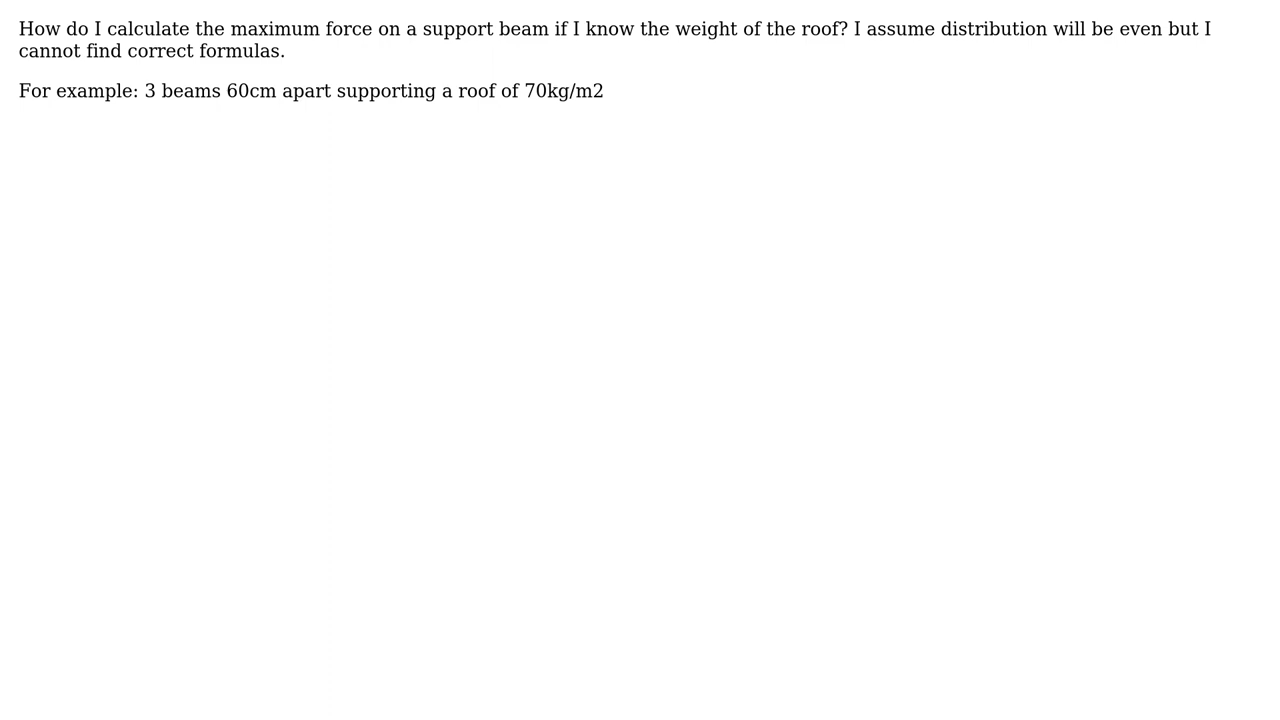 How do I calculate the maximum force on a support beam if I know the weight of the roof? I assume distribution will be even but I
cannot find correct formulas.
For example: 3 beams 60cm apart supporting a roof of 70kg/m2